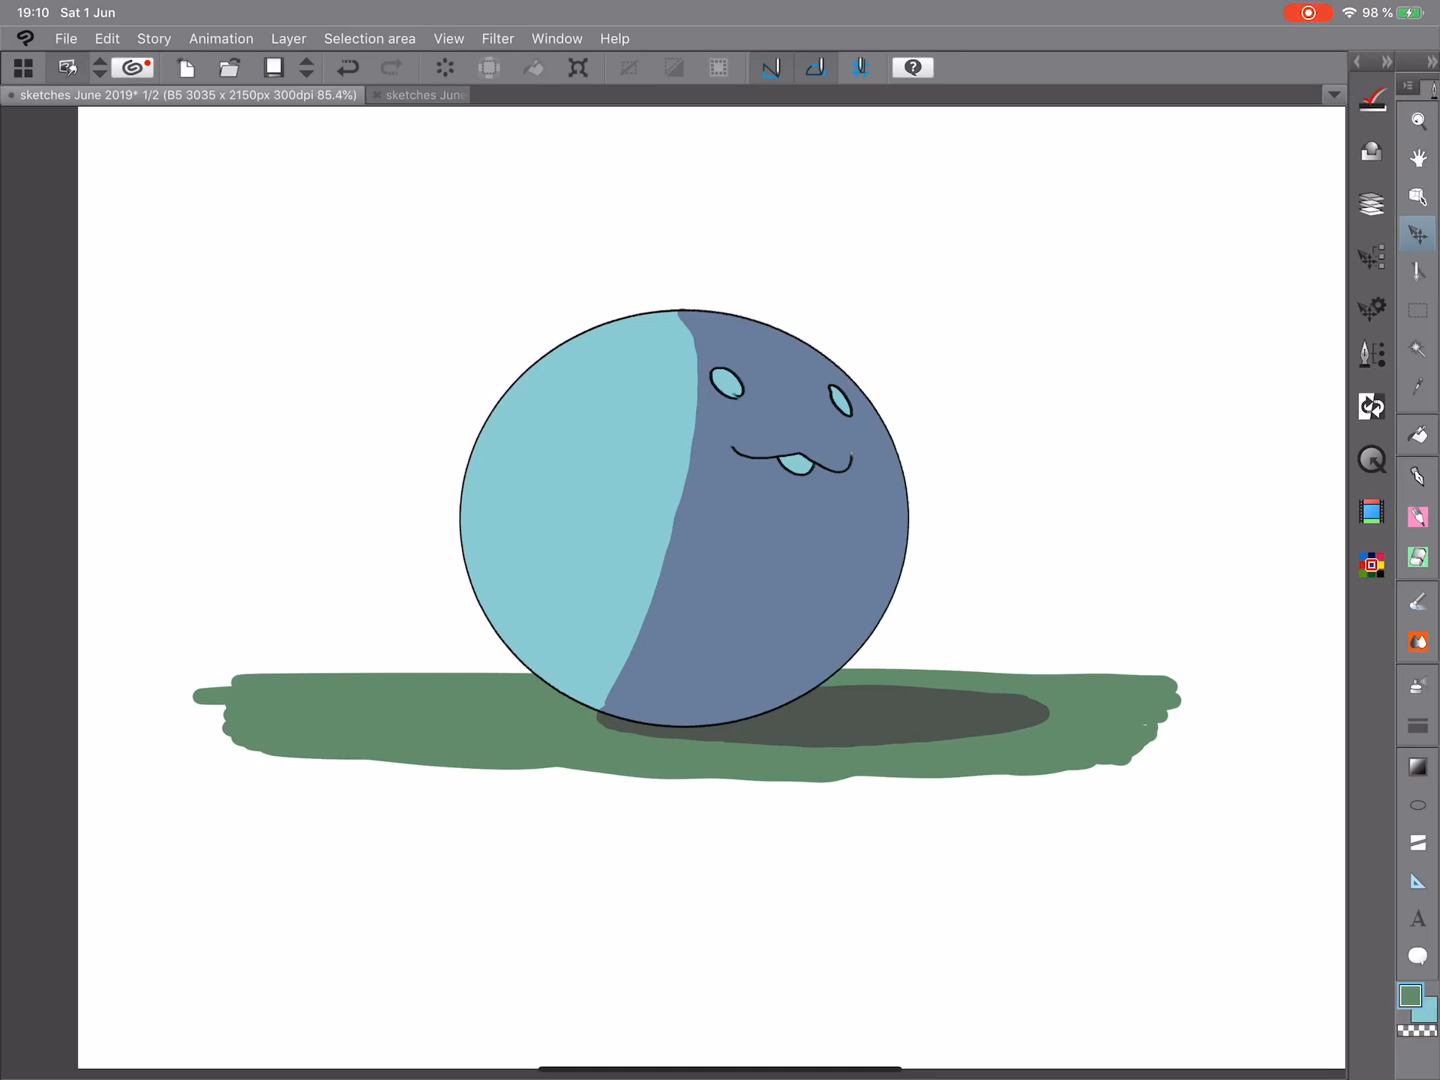 19:10 Sat 1 Jun 98 %
File Edit Story Animation Layer Selection area View Filter Window Help
sketches June 2019* 1/2 (B5 3035 x 2150px 300dpi 85.4%) sketches June